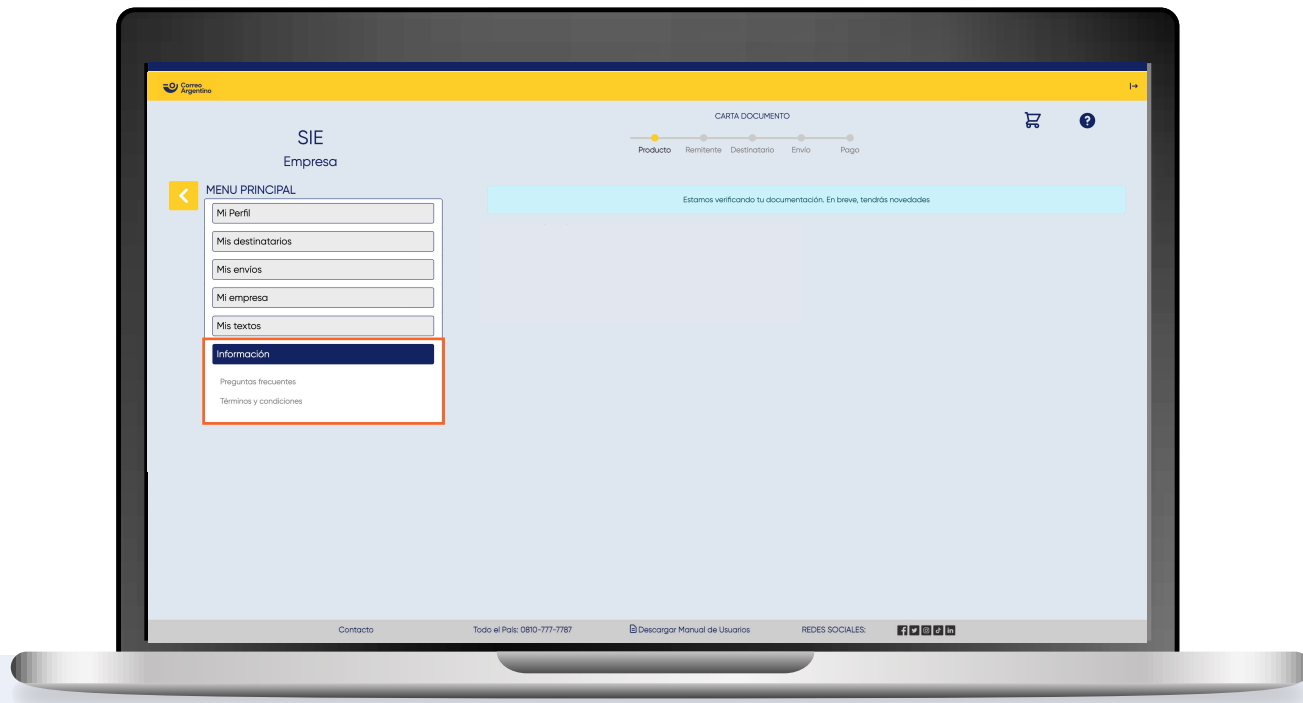 Correo
Argentino
SIE
Empresa
CARTA DOCUMENTO
Producto Remitente Destinatario Envío Pago
MENU PRINCIPAL
Mi Perfil
Mis destinatarios
Mis envíos
Mi empresa
Mis textos
Información
Preguntas frecuentes
Términos y condiciones
Estamos verificando tu documentación. En breve, tendrás novedades
Contacto
Todo el País: 0810-777-7787
Descargar Manual de Usuarios
REDES SOCIALES: